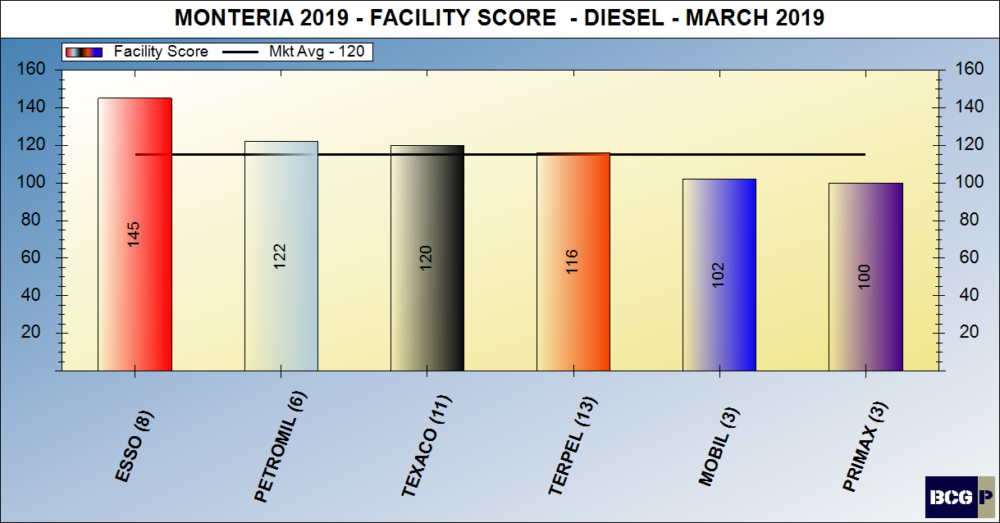 MONTERIA 2019 - FACILITY SCORE - DIESEL - MARCH 2019
Facility Score Mkt Avg - 120
160 160
140 140
120 120
100 100
80 80
60 60
40 40
20 20
145
122
120
116
102
100
ESSO (8)
PETROMIL (6)
TEXACO (11)
TERPEL (13)
MOBIL (3)
PRIMAX (3)
BCG P